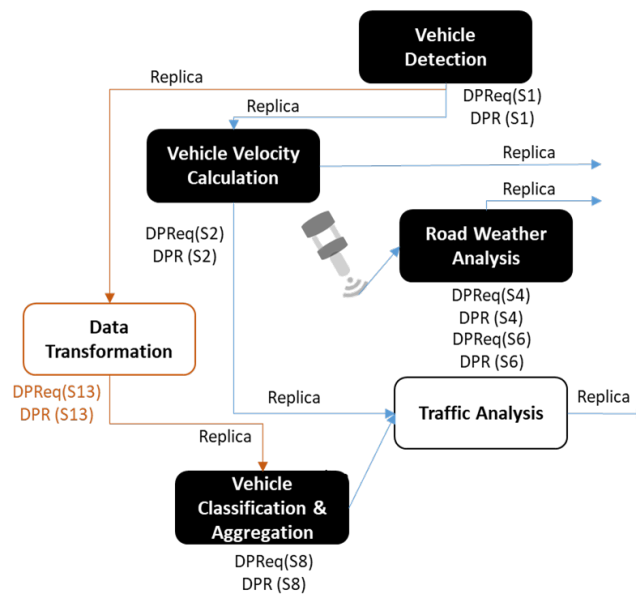 Vehicle
Detection
Replica
DPReq(S1)
DPR (S1)
Replica
Vehicle Velocity
Calculation
Replica
Replica
DPReq(S2)
DPR (S2)
Road Weather
Analysis
DPReq(S4)
DPR (S4)
DPReq(S6)
DPR (S6)
Data
Transformation
DPReq(S13)
DPR (S13)
Replica
Traffic Analysis
Replica
Replica
Vehicle
Classification &
Aggregation
DPReq(S8)
DPR (S8)